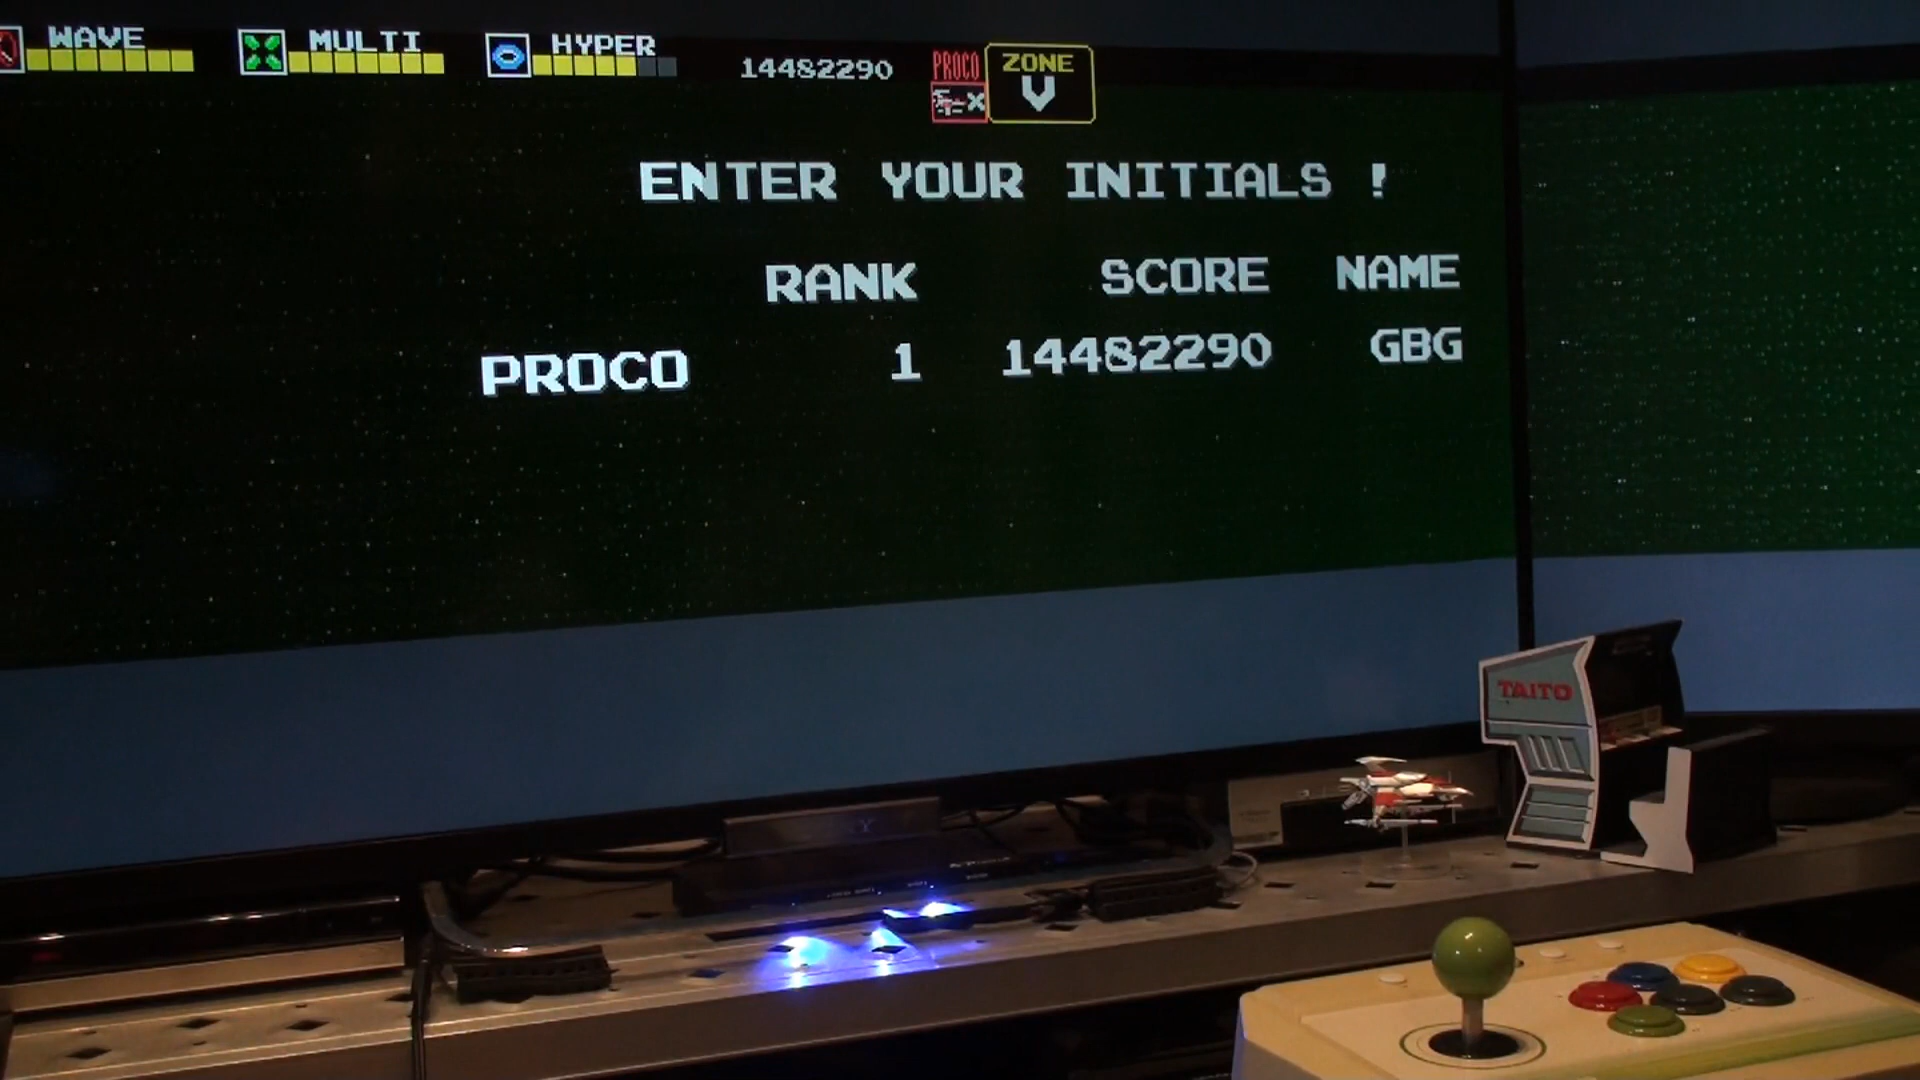 WAVE MULTI HYPER 14482290 PROCO ZONE
X V
ENTER YOUR INITIALS !
RANK SCORE NAME
PROCO 1 14482290 GBG
TAITO